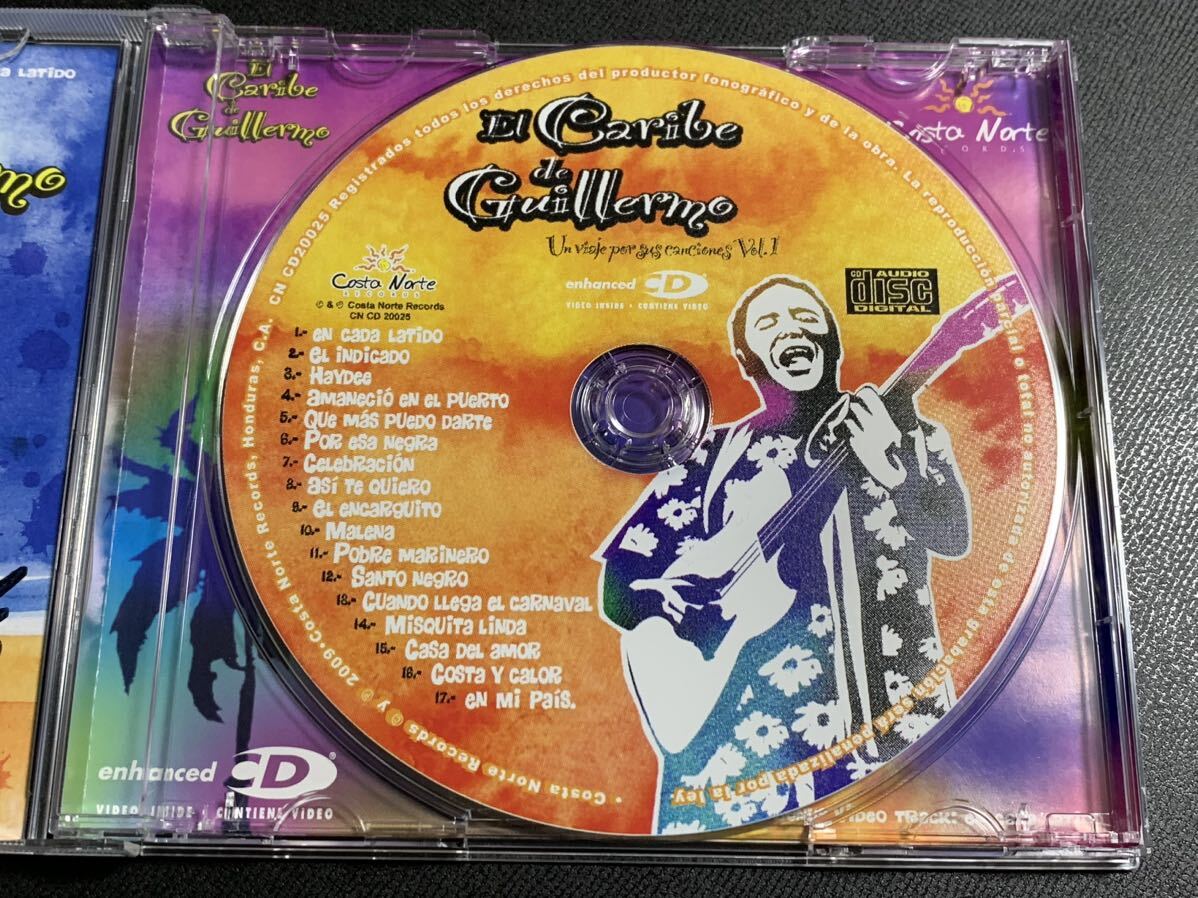 a LaTIDO
rmo
El
Caribe
de
Guillermo
Costa Norte
RECORDS
El Caribe
de
Guillermo
Un viaje por sus canciones Vol.1
Costa Norte
RECORDS
© & ℗ Costa Norte Records
CN CD 20025
enhanced CD
VIDEO INSIDE • CONTIENE VIDEO
COMPACT disc
DIGITAL AUDIO
1.- EN CADA LATIDO
2.- EL INDICADO
3.- HAYDEE
4.- AMANECIÓ EN EL PUERTO
5.- QUE MÁS PUEDO DARTE
6.- POR ESA NEGRA
7.- CELEBRACIÓN
8.- ASÍ TE QUIERO
9.- EL ENCARGUITO
10.- MALENA
11.- POBRE MARINERO
12.- SANTO NEGRO
13.- CUANDO LLEGA EL CARNAVAL
14.- MISQUITA LINDA
15.- CASA DEL AMOR
16.- COSTA Y CALOR
17.- EN MI PAÍS.
• Costa Norte Records © y ℗ 2009•Costa Norte Records, Honduras, C.A. CN CD20025 Registrados todos los derechos del productor fonográfico y de la obra. La reproducción parcial o total no autorizada de esta grabación será penalizada por la ley.
enhanced CD
VIDEO INSIDE • CONTIENE VIDEO
VIDEO TRACK: